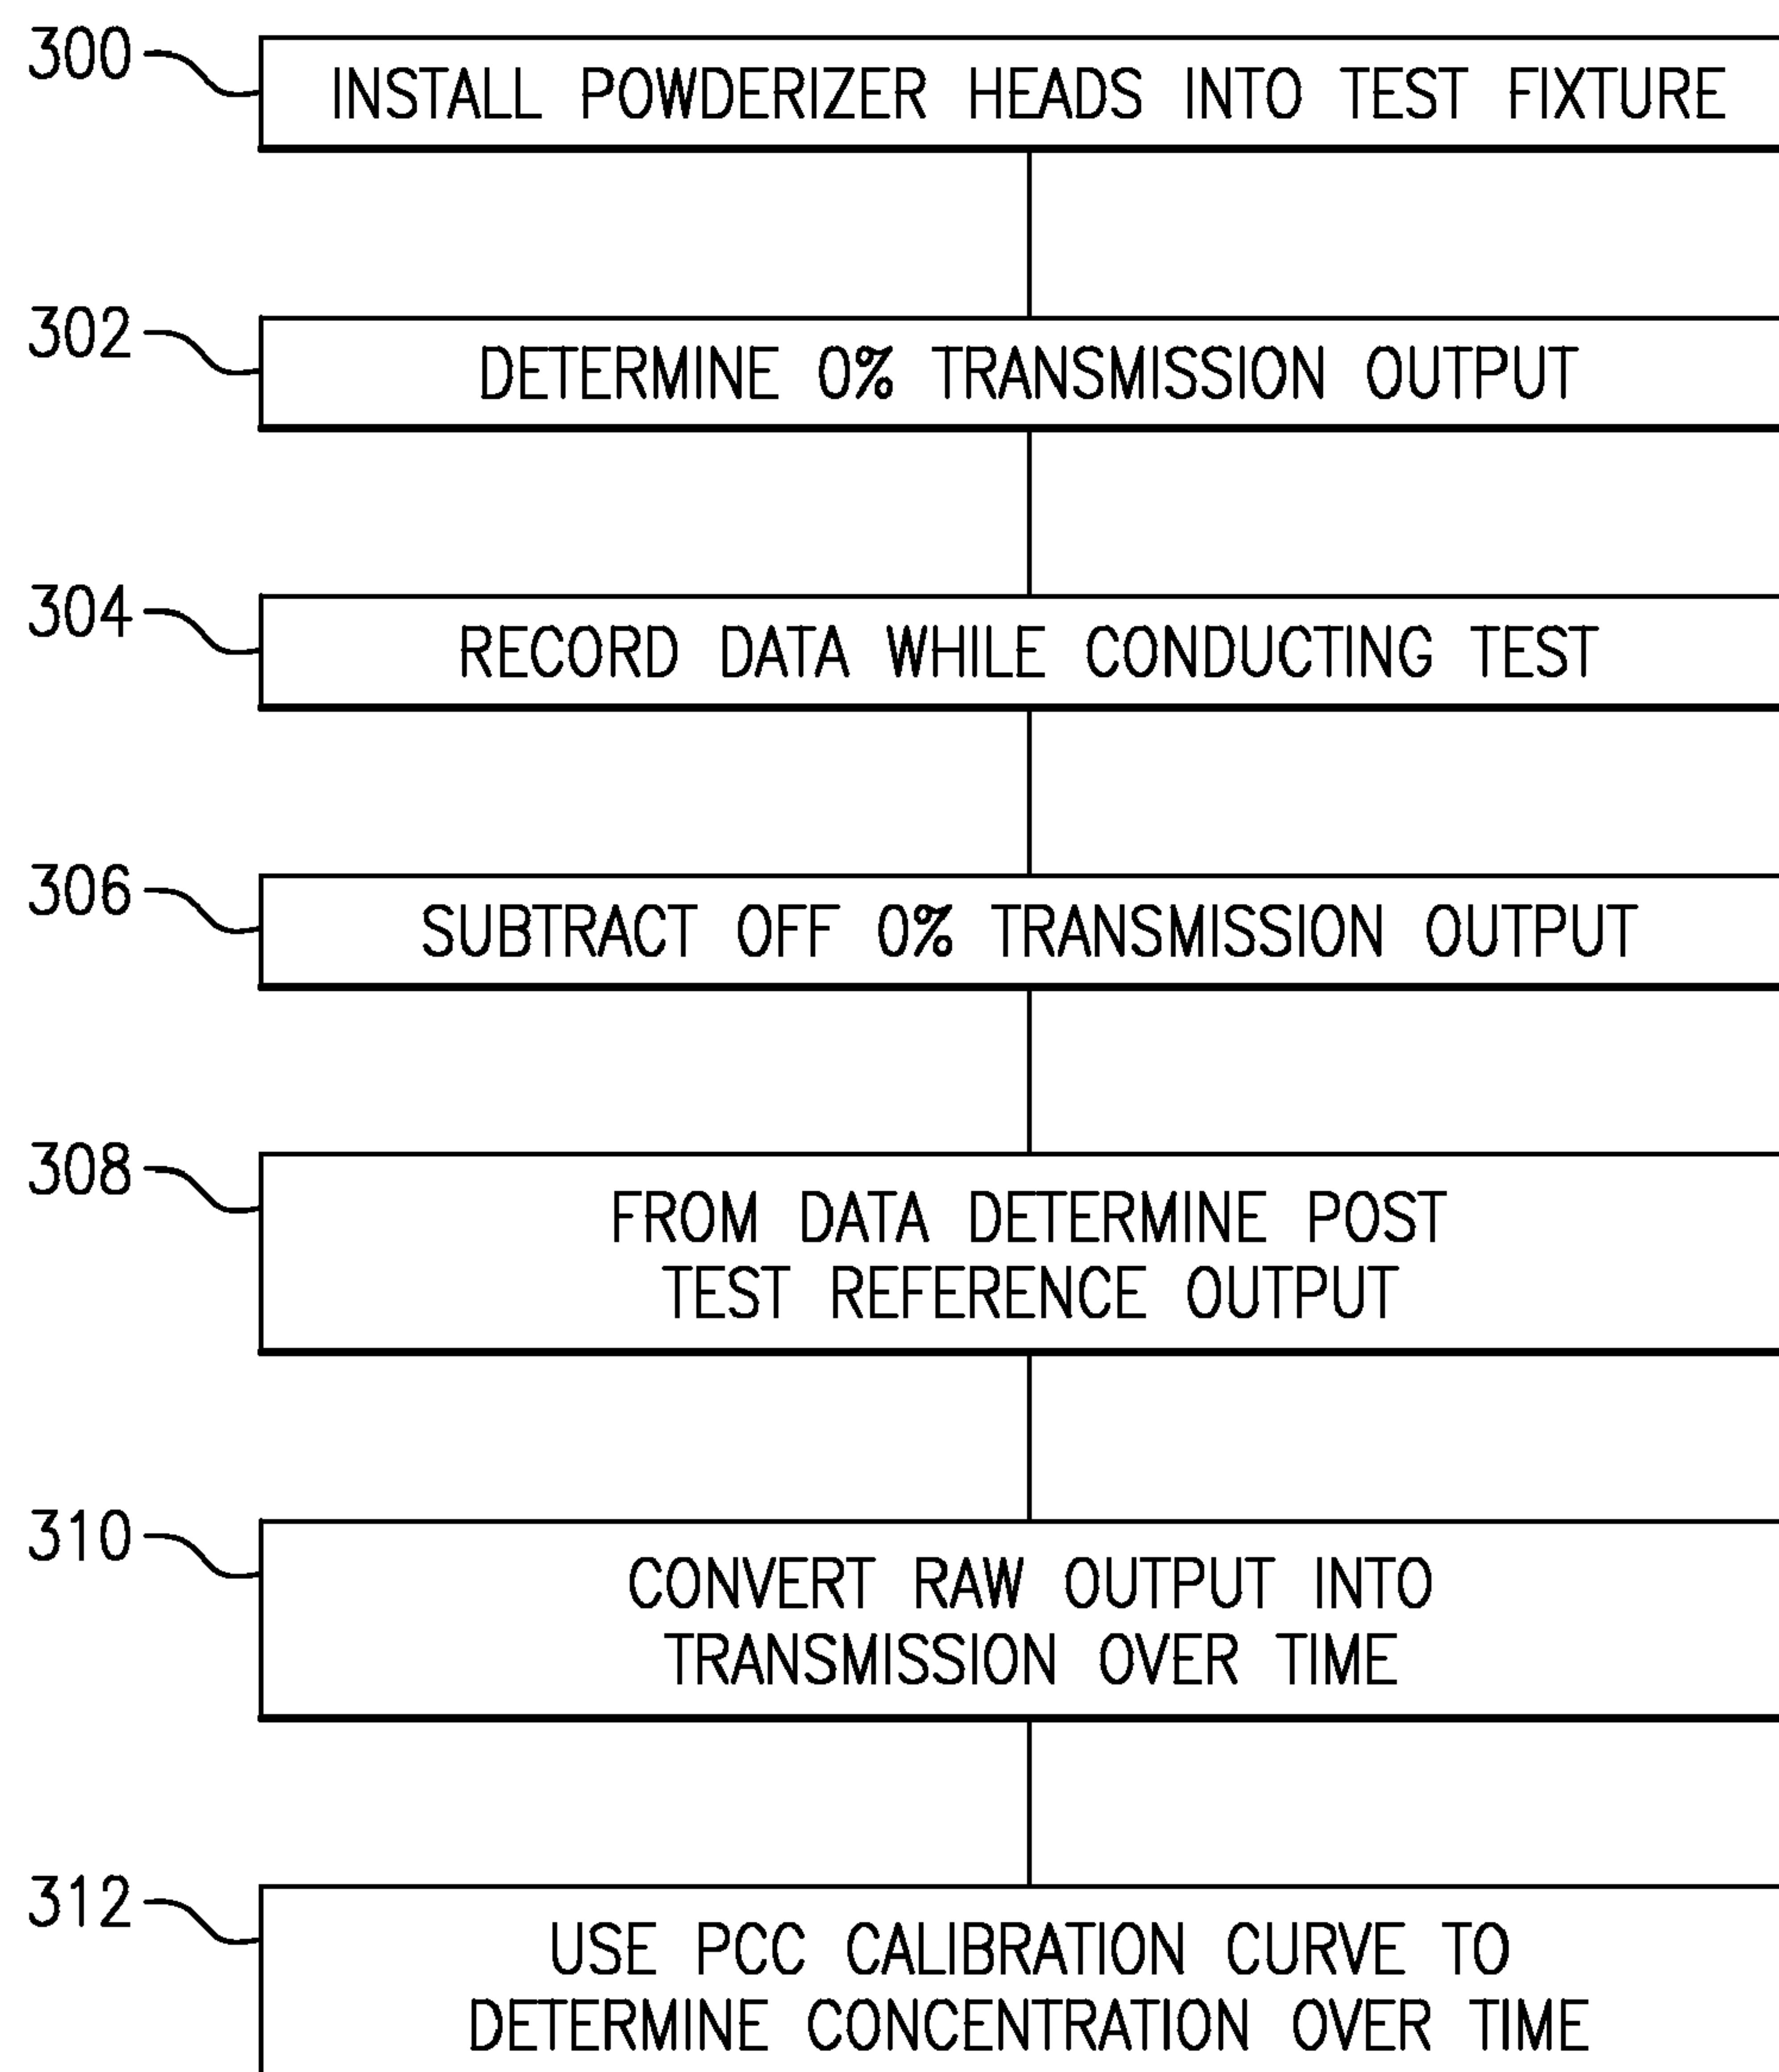 300
INSTALL POWDERIZER HEADS INTO TEST FIXTURE
302
DETERMINE 0% TRANSMISSION OUTPUT
304
RECORD DATA WHILE CONDUCTING TEST
306
SUBTRACT OFF 0% TRANSMISSION OUTPUT
308
FROM DATA DETERMINE POST
TEST REFERENCE OUTPUT
310
CONVERT RAW OUTPUT INTO
TRANSMISSION OVER TIME
312
USE PCC CALIBRATION CURVE TO
DETERMINE CONCENTRATION OVER TIME